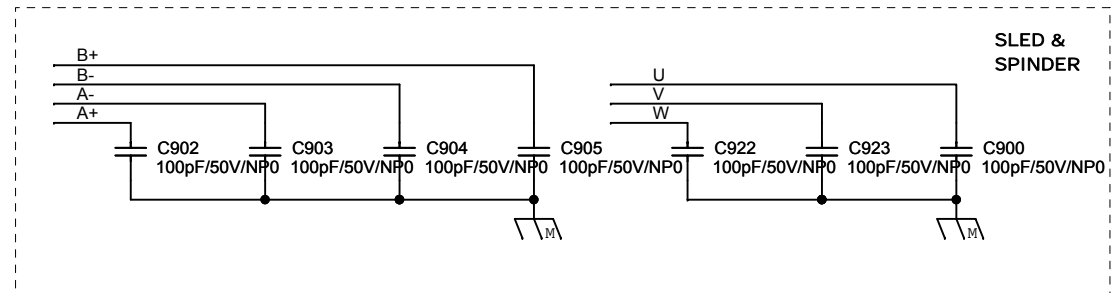 SLED &
SPINDER
B+
B-
A-
A+
U
V
W
C902
100pF/50V/NP0
C903
100pF/50V/NP0
C904
100pF/50V/NP0
C905
100pF/50V/NP0
C922
100pF/50V/NP0
C923
100pF/50V/NP0
C900
100pF/50V/NP0
M
M